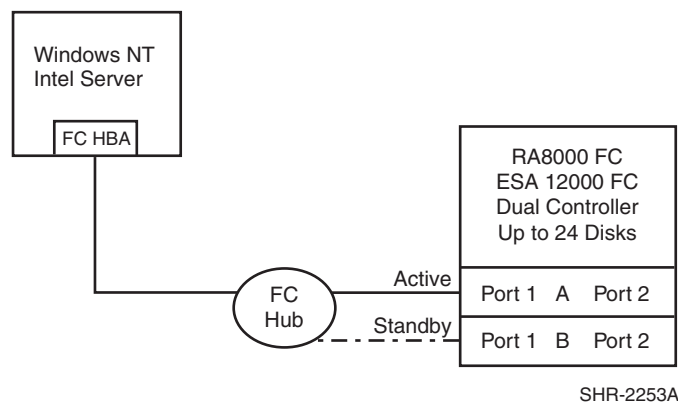 Windows NT
Intel Server
FC HBA
RA8000 FC
ESA 12000 FC
Dual Controller
Up to 24 Disks
Active
FC
Hub
Port 1 A Port 2
Standby
Port 1 B Port 2
SHR-2253A